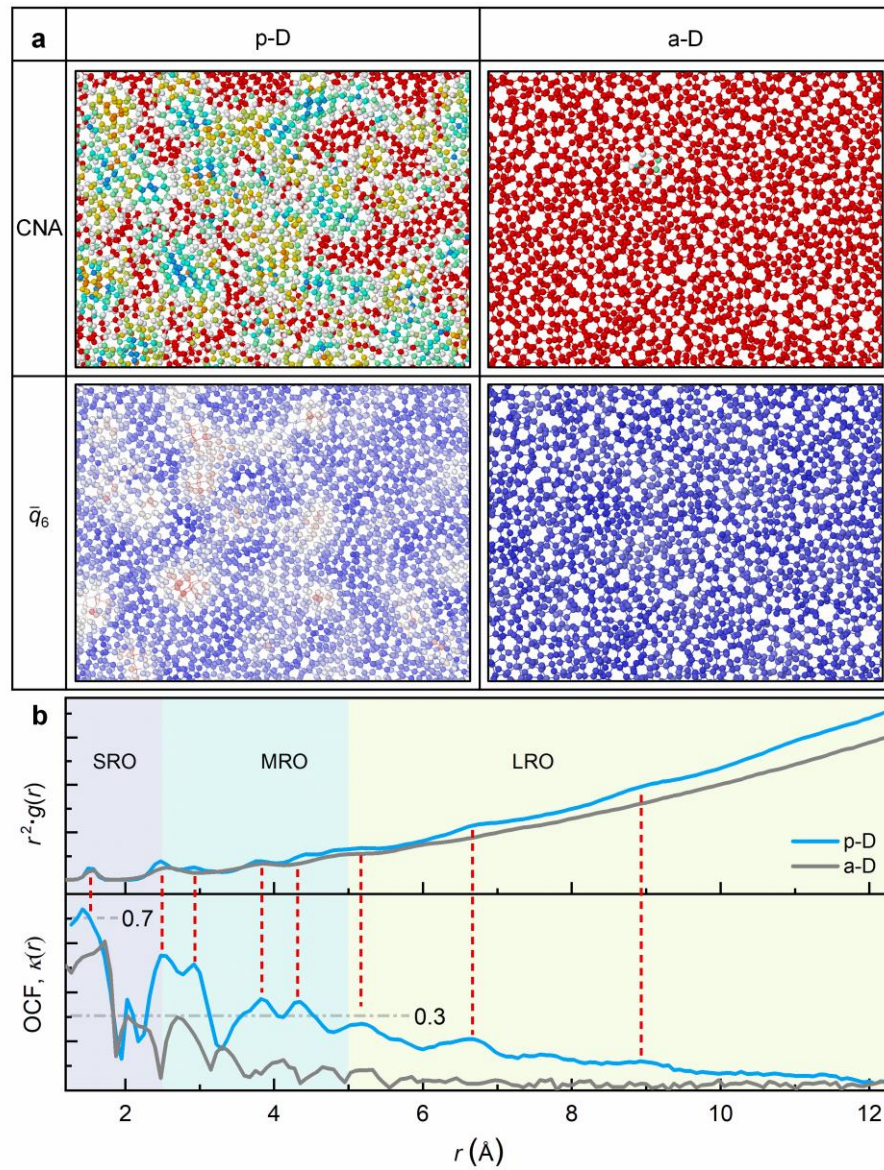 a p-D a-D
CNA
q̄₆
b
SRO MRO LRO
r²·g(r)
p-D
a-D
0.7
OCF, κ(r)
0.3
2 4 6 8 10 12
r (Å)